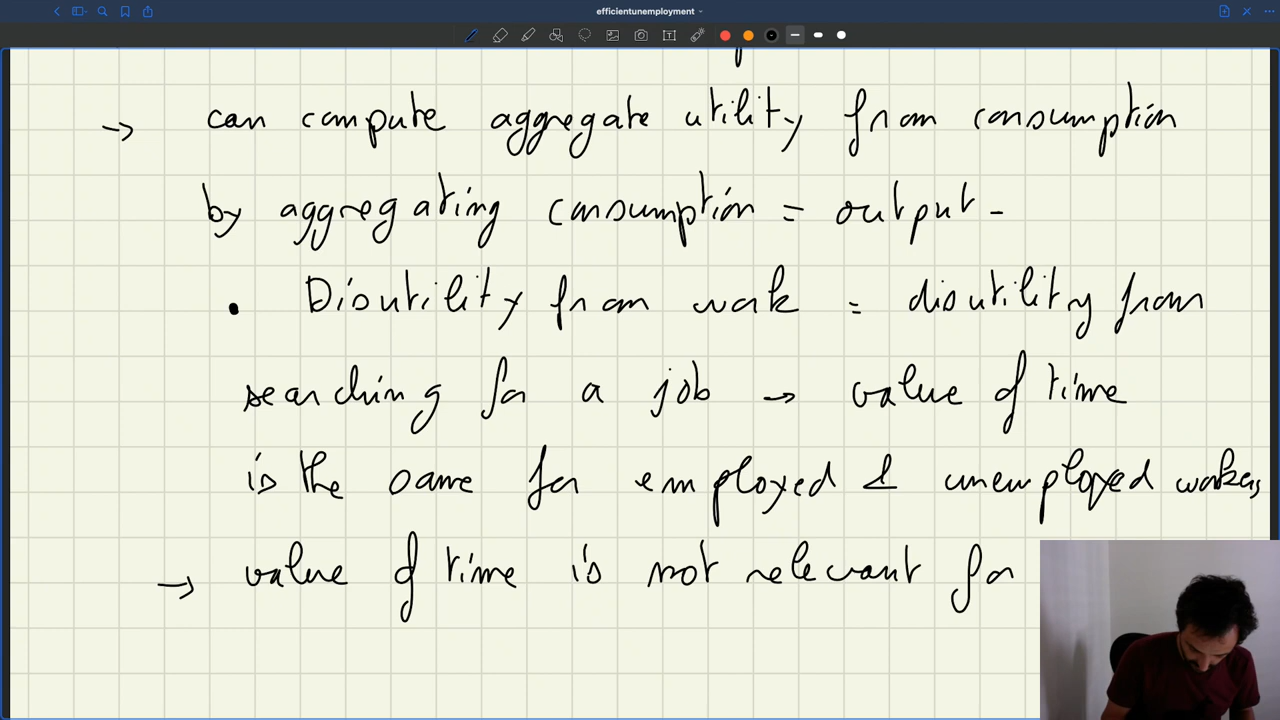 efficientunemployment
→ can compute aggregate utility from consumption
by aggregating consumption = output -
• Disutility from work = disutility from
searching for a job → value of time
is the same for employed & unemployed workers
→ value of time is not relevant for